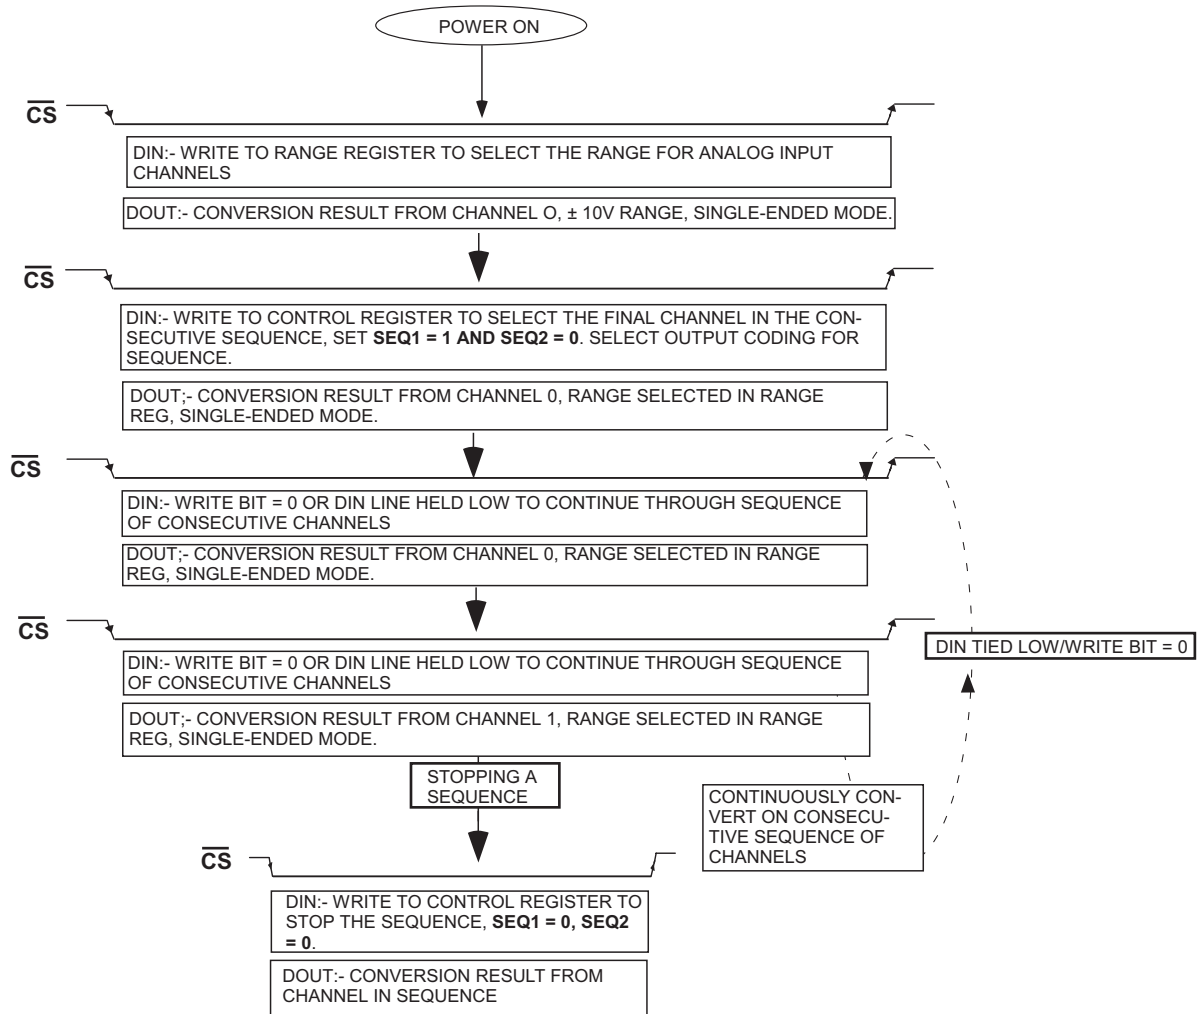 POWER ON
CS
DIN:- WRITE TO RANGE REGISTER TO SELECT THE RANGE FOR ANALOG INPUT
CHANNELS
DOUT:- CONVERSION RESULT FROM CHANNEL O, ± 10V RANGE, SINGLE-ENDED MODE.
CS
DIN:- WRITE TO CONTROL REGISTER TO SELECT THE FINAL CHANNEL IN THE CON-
SECUTIVE SEQUENCE, SET SEQ1 = 1 AND SEQ2 = 0. SELECT OUTPUT CODING FOR
SEQUENCE.
DOUT;- CONVERSION RESULT FROM CHANNEL 0, RANGE SELECTED IN RANGE
REG, SINGLE-ENDED MODE.
CS
DIN:- WRITE BIT = 0 OR DIN LINE HELD LOW TO CONTINUE THROUGH SEQUENCE
OF CONSECUTIVE CHANNELS
DOUT;- CONVERSION RESULT FROM CHANNEL 0, RANGE SELECTED IN RANGE
REG, SINGLE-ENDED MODE.
CS
DIN TIED LOW/WRITE BIT = 0
DIN:- WRITE BIT = 0 OR DIN LINE HELD LOW TO CONTINUE THROUGH SEQUENCE
OF CONSECUTIVE CHANNELS
DOUT;- CONVERSION RESULT FROM CHANNEL 1, RANGE SELECTED IN RANGE
REG, SINGLE-ENDED MODE.
STOPPING A
SEQUENCE
CONTINUOUSLY CON-
VERT ON CONSECU-
TIVE SEQUENCE OF
CHANNELS
CS
DIN:- WRITE TO CONTROL REGISTER TO
STOP THE SEQUENCE, SEQ1 = 0, SEQ2
= 0.
DOUT:- CONVERSION RESULT FROM
CHANNEL IN SEQUENCE